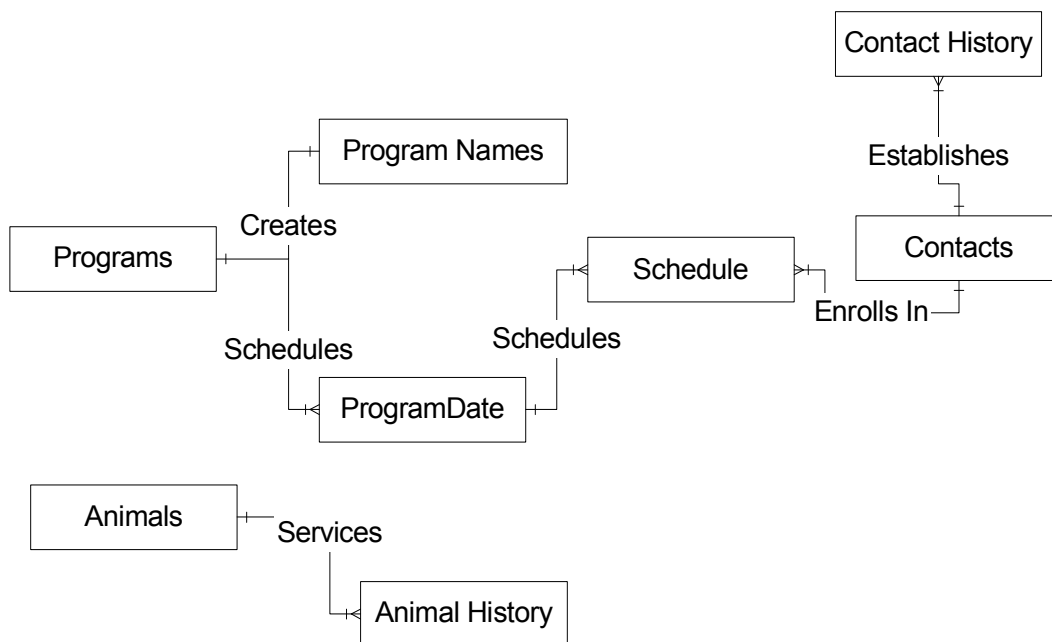 Contact History
Program Names
Establishes
Creates
Programs
Contacts
Schedule
Enrolls In
Schedules
Schedules
ProgramDate
Animals
Services
Animal History